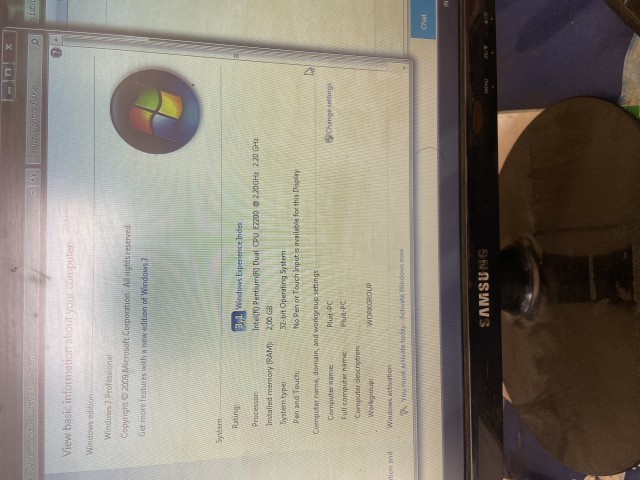 View basic information about your computer
Windows edition
Windows 7 Professional
Copyright © 2009 Microsoft Corporation. All rights reserved.
Get more features with a new edition of Windows 7
System
Rating: 3,1 Windows Experience Index
Processor: Intel(R) Pentium(R) Dual CPU E2200 @ 2.20GHz 2.20 GHz
Installed memory (RAM): 2,00 GB
System type: 32-bit Operating System
Pen and Touch: No Pen or Touch Input is available for this Display
Computer name, domain, and workgroup settings
Computer name:
Change settings
Full computer name:
Computer description:
Workgroup: WORKGROUP
Windows activation
You must activate today. Activate Windows now
Chat
SAMSUNG